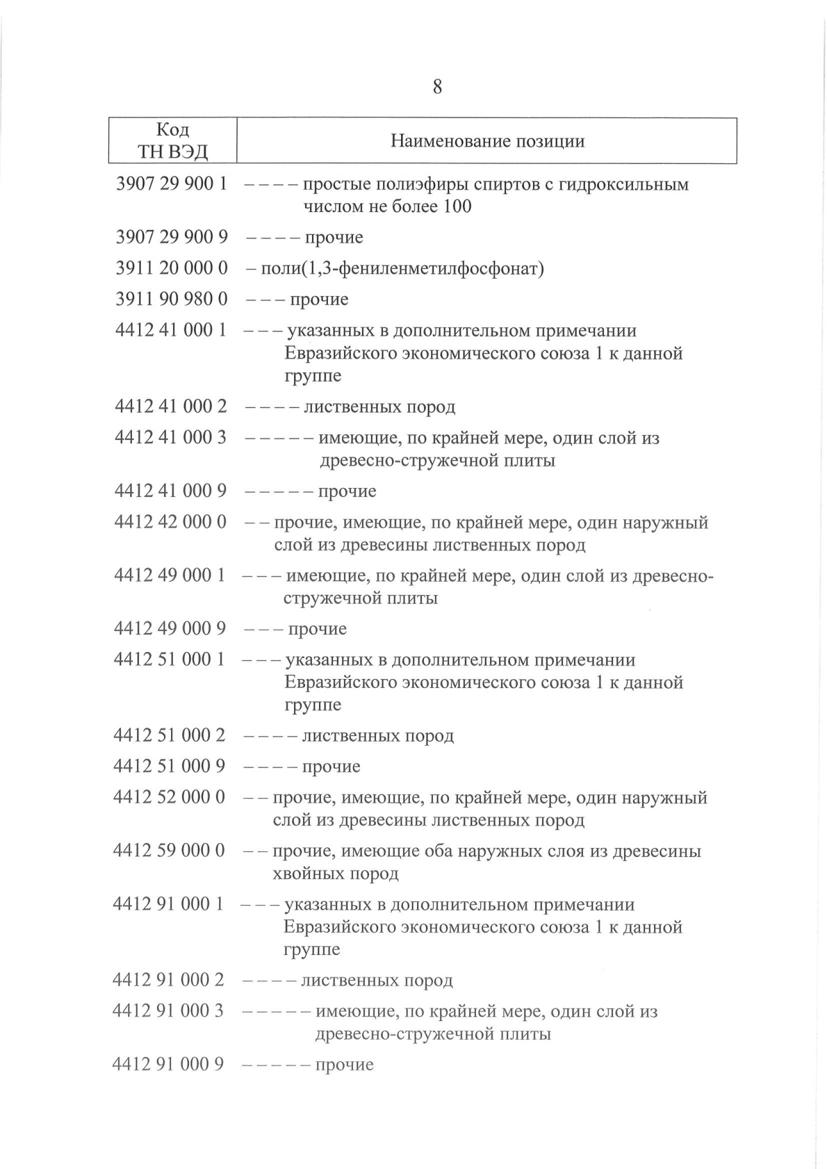 8
Код
ТН ВЭД
Наименование позиции
3907 29 900 1 – – – – простые полиэфиры спиртов с гидроксильным
числом не более 100
3907 29 900 9 – – – – прочие
3911 20 000 0 – поли(1,3-фениленметилфосфонат)
3911 90 980 0 – – – прочие
4412 41 000 1 – – – указанных в дополнительном примечании
Евразийского экономического союза 1 к данной
группе
4412 41 000 2 – – – – лиственных пород
4412 41 000 3 – – – – – имеющие, по крайней мере, один слой из
древесно-стружечной плиты
4412 41 000 9 – – – – – прочие
4412 42 000 0 – – прочие, имеющие, по крайней мере, один наружный
слой из древесины лиственных пород
4412 49 000 1 – – – имеющие, по крайней мере, один слой из древесно-
стружечной плиты
4412 49 000 9 – – – прочие
4412 51 000 1 – – – указанных в дополнительном примечании
Евразийского экономического союза 1 к данной
группе
4412 51 000 2 – – – – лиственных пород
4412 51 000 9 – – – – прочие
4412 52 000 0 – – прочие, имеющие, по крайней мере, один наружный
слой из древесины лиственных пород
4412 59 000 0 – – прочие, имеющие оба наружных слоя из древесины
хвойных пород
4412 91 000 1 – – – указанных в дополнительном примечании
Евразийского экономического союза 1 к данной
группе
4412 91 000 2 – – – – лиственных пород
4412 91 000 3 – – – – – имеющие, по крайней мере, один слой из
древесно-стружечной плиты
4412 91 000 9 – – – – – прочие